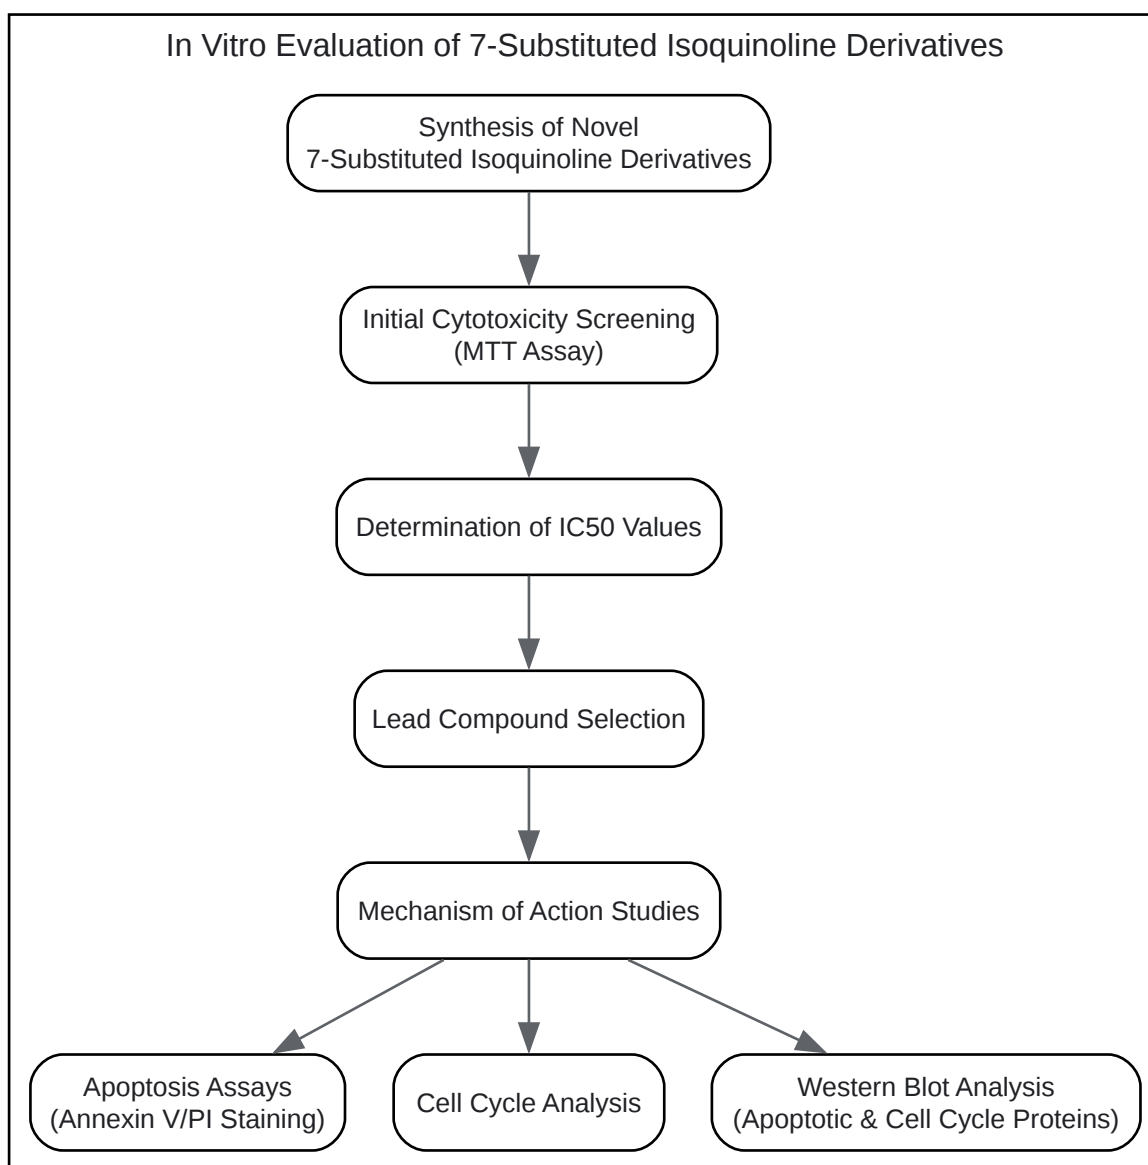 In Vitro Evaluation of 7-Substituted Isoquinoline Derivatives
Synthesis of Novel
7-Substituted Isoquinoline Derivatives
Initial Cytotoxicity Screening
(MTT Assay)
Determination of IC50 Values
Lead Compound Selection
Mechanism of Action Studies
Apoptosis Assays
(Annexin V/PI Staining)
Cell Cycle Analysis
Western Blot Analysis
(Apoptotic & Cell Cycle Proteins)